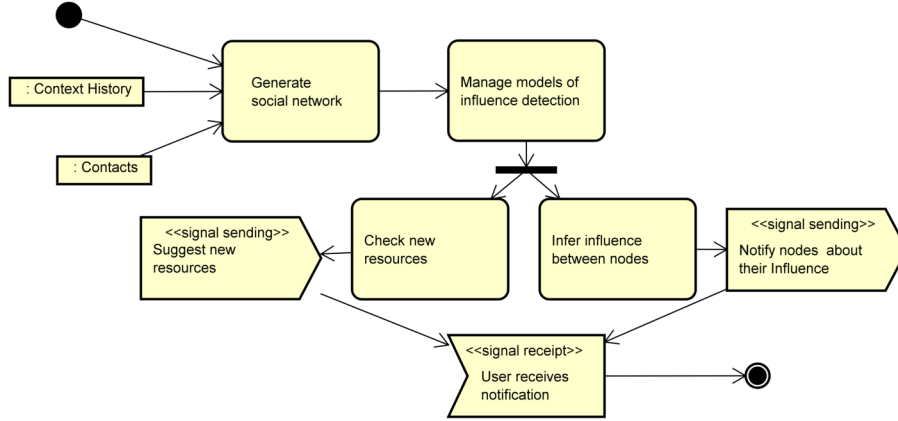 Generate
social network
Manage models of
influence detection
: Context History
: Contacts
<<signal sending>>
Suggest new
resources
Check new
resources
Infer influence
between nodes
<<signal sending>>
Notify nodes about
their Influence
<<signal receipt>>
User receives
notification